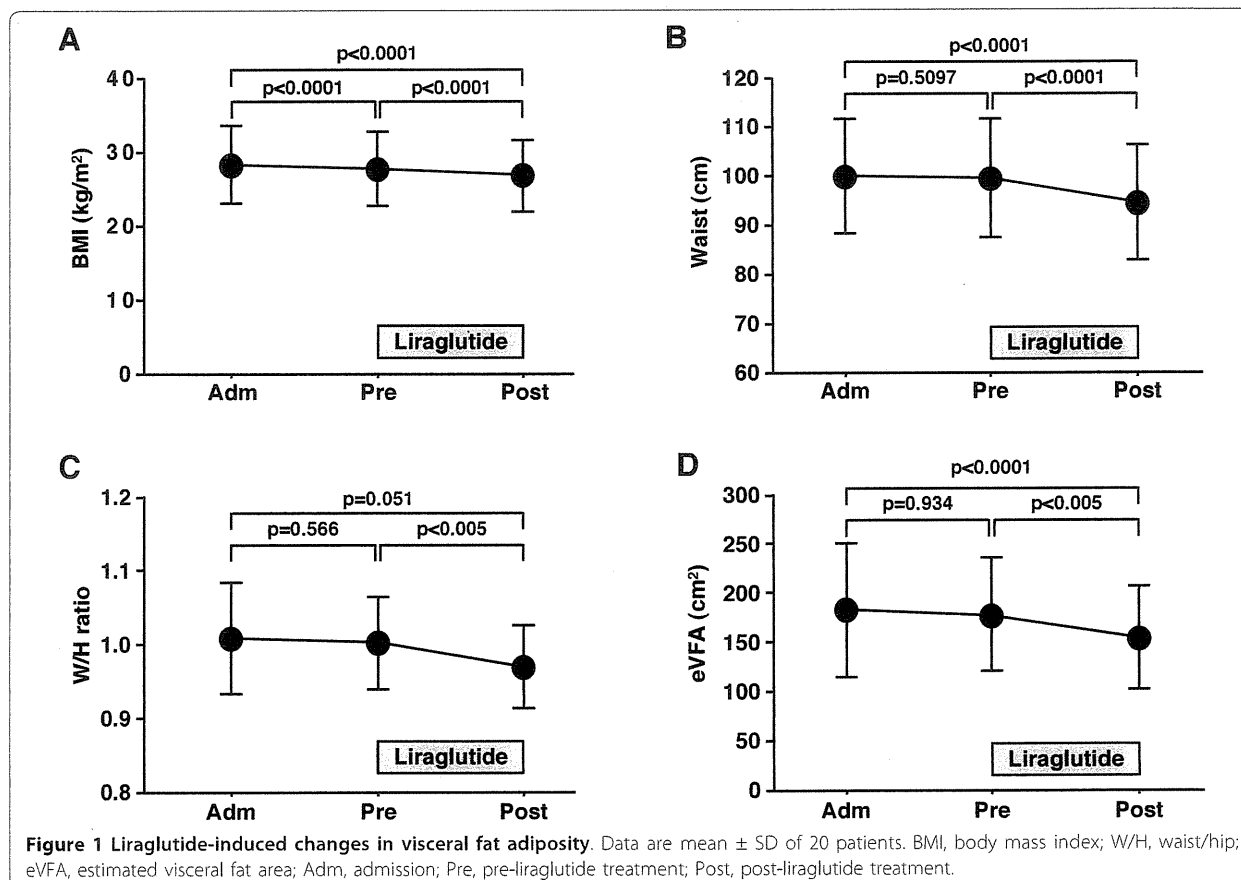 A
p<0.0001
p<0.0001 p<0.0001
40
30
20
10
0
BMI (kg/m²)
Liraglutide
Adm Pre Post
B
p<0.0001
p=0.5097 p<0.0001
120
110
100
90
80
70
60
Waist (cm)
Liraglutide
Adm Pre Post
C
p=0.051
p=0.566 p<0.005
1.2
1.1
1.0
0.9
0.8
W/H ratio
Liraglutide
Adm Pre Post
D
p<0.0001
p=0.934 p<0.005
300
250
200
150
100
50
0
eVFA (cm²)
Liraglutide
Adm Pre Post
Figure 1 Liraglutide-induced changes in visceral fat adiposity. Data are mean ± SD of 20 patients. BMI, body mass index; W/H, waist/hip;
eVFA, estimated visceral fat area; Adm, admission; Pre, pre-liraglutide treatment; Post, post-liraglutide treatment.